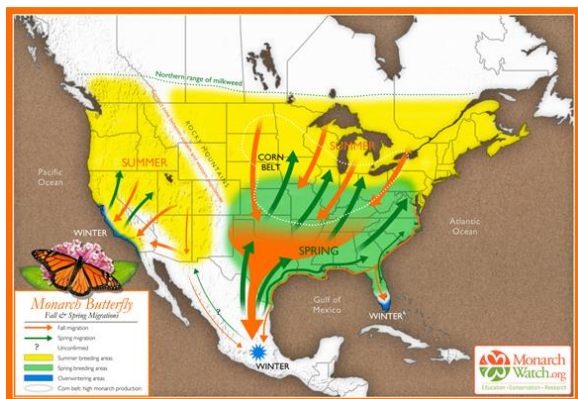 Northern range of milkweed
ROCKY MOUNTAINS
SUMMER
SUMMER
CORN
BELT
Pacific
Ocean
Atlantic
Ocean
WINTER
SPRING
Gulf of
Mexico
WINTER
?
WINTER
Monarch Butterfly
Fall & Spring Migrations
Fall migration
Spring migration
? Unconfirmed
Summer breeding areas
Spring breeding areas
Overwintering areas
Corn belt: high monarch production
Monarch
Watch.org
Education • Conservation • Research